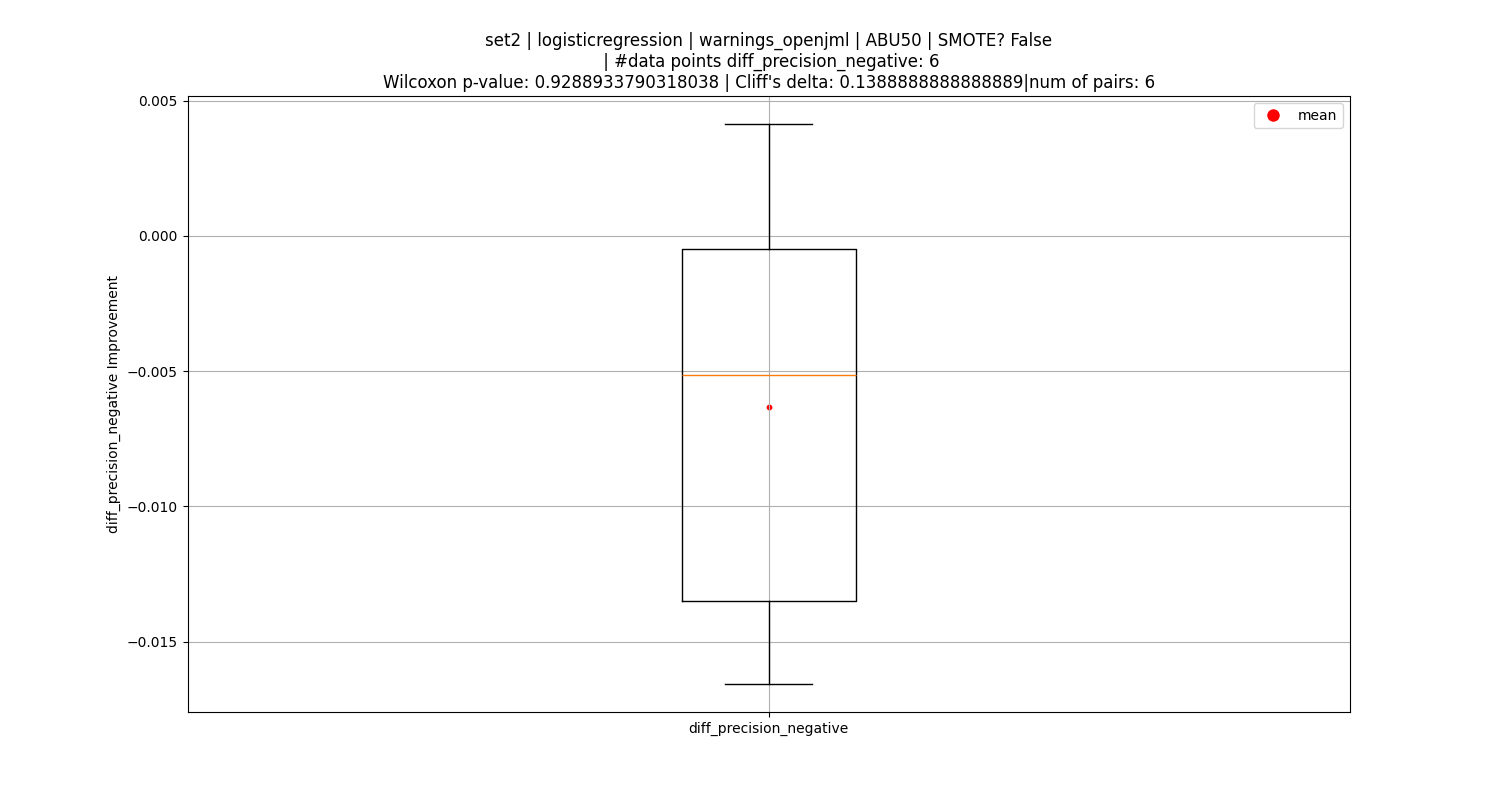 set2 | logisticregression | warnings_openjml | ABU50 | SMOTE? False
| #data points diff_precision_negative: 6
Wilcoxon p-value: 0.9288933790318038 | Cliff's delta: 0.1388888888888889|num of pairs: 6
0.005
mean
0.000
−0.005
−0.010
−0.015
diff_precision_negative Improvement
diff_precision_negative